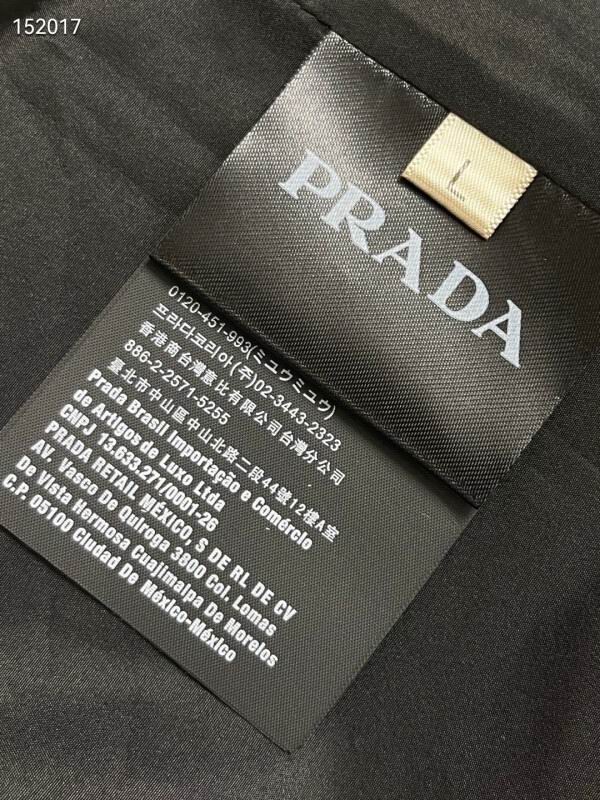 152017
PRADA
L
0120-451-993(ミュウミュウ)
프라다코리아(주)02-3443-2323
香港商台灣意比有限公司台灣分公司
886-2-2571-5255
臺北市中山區中山北路二段44號12樓A室
Prada Brasil Importação e Comércio
de Artigos de Luxo Ltda
CNPJ 13.633.271/0001-26
PRADA RETAIL MÉXICO, S DE RL DE CV
AV. Vasco De Quiroga 3800 Col. Lomas
De Vista Hermosa Cuajimalpa De Morelos
C.P. 05100 Ciudad De México-México